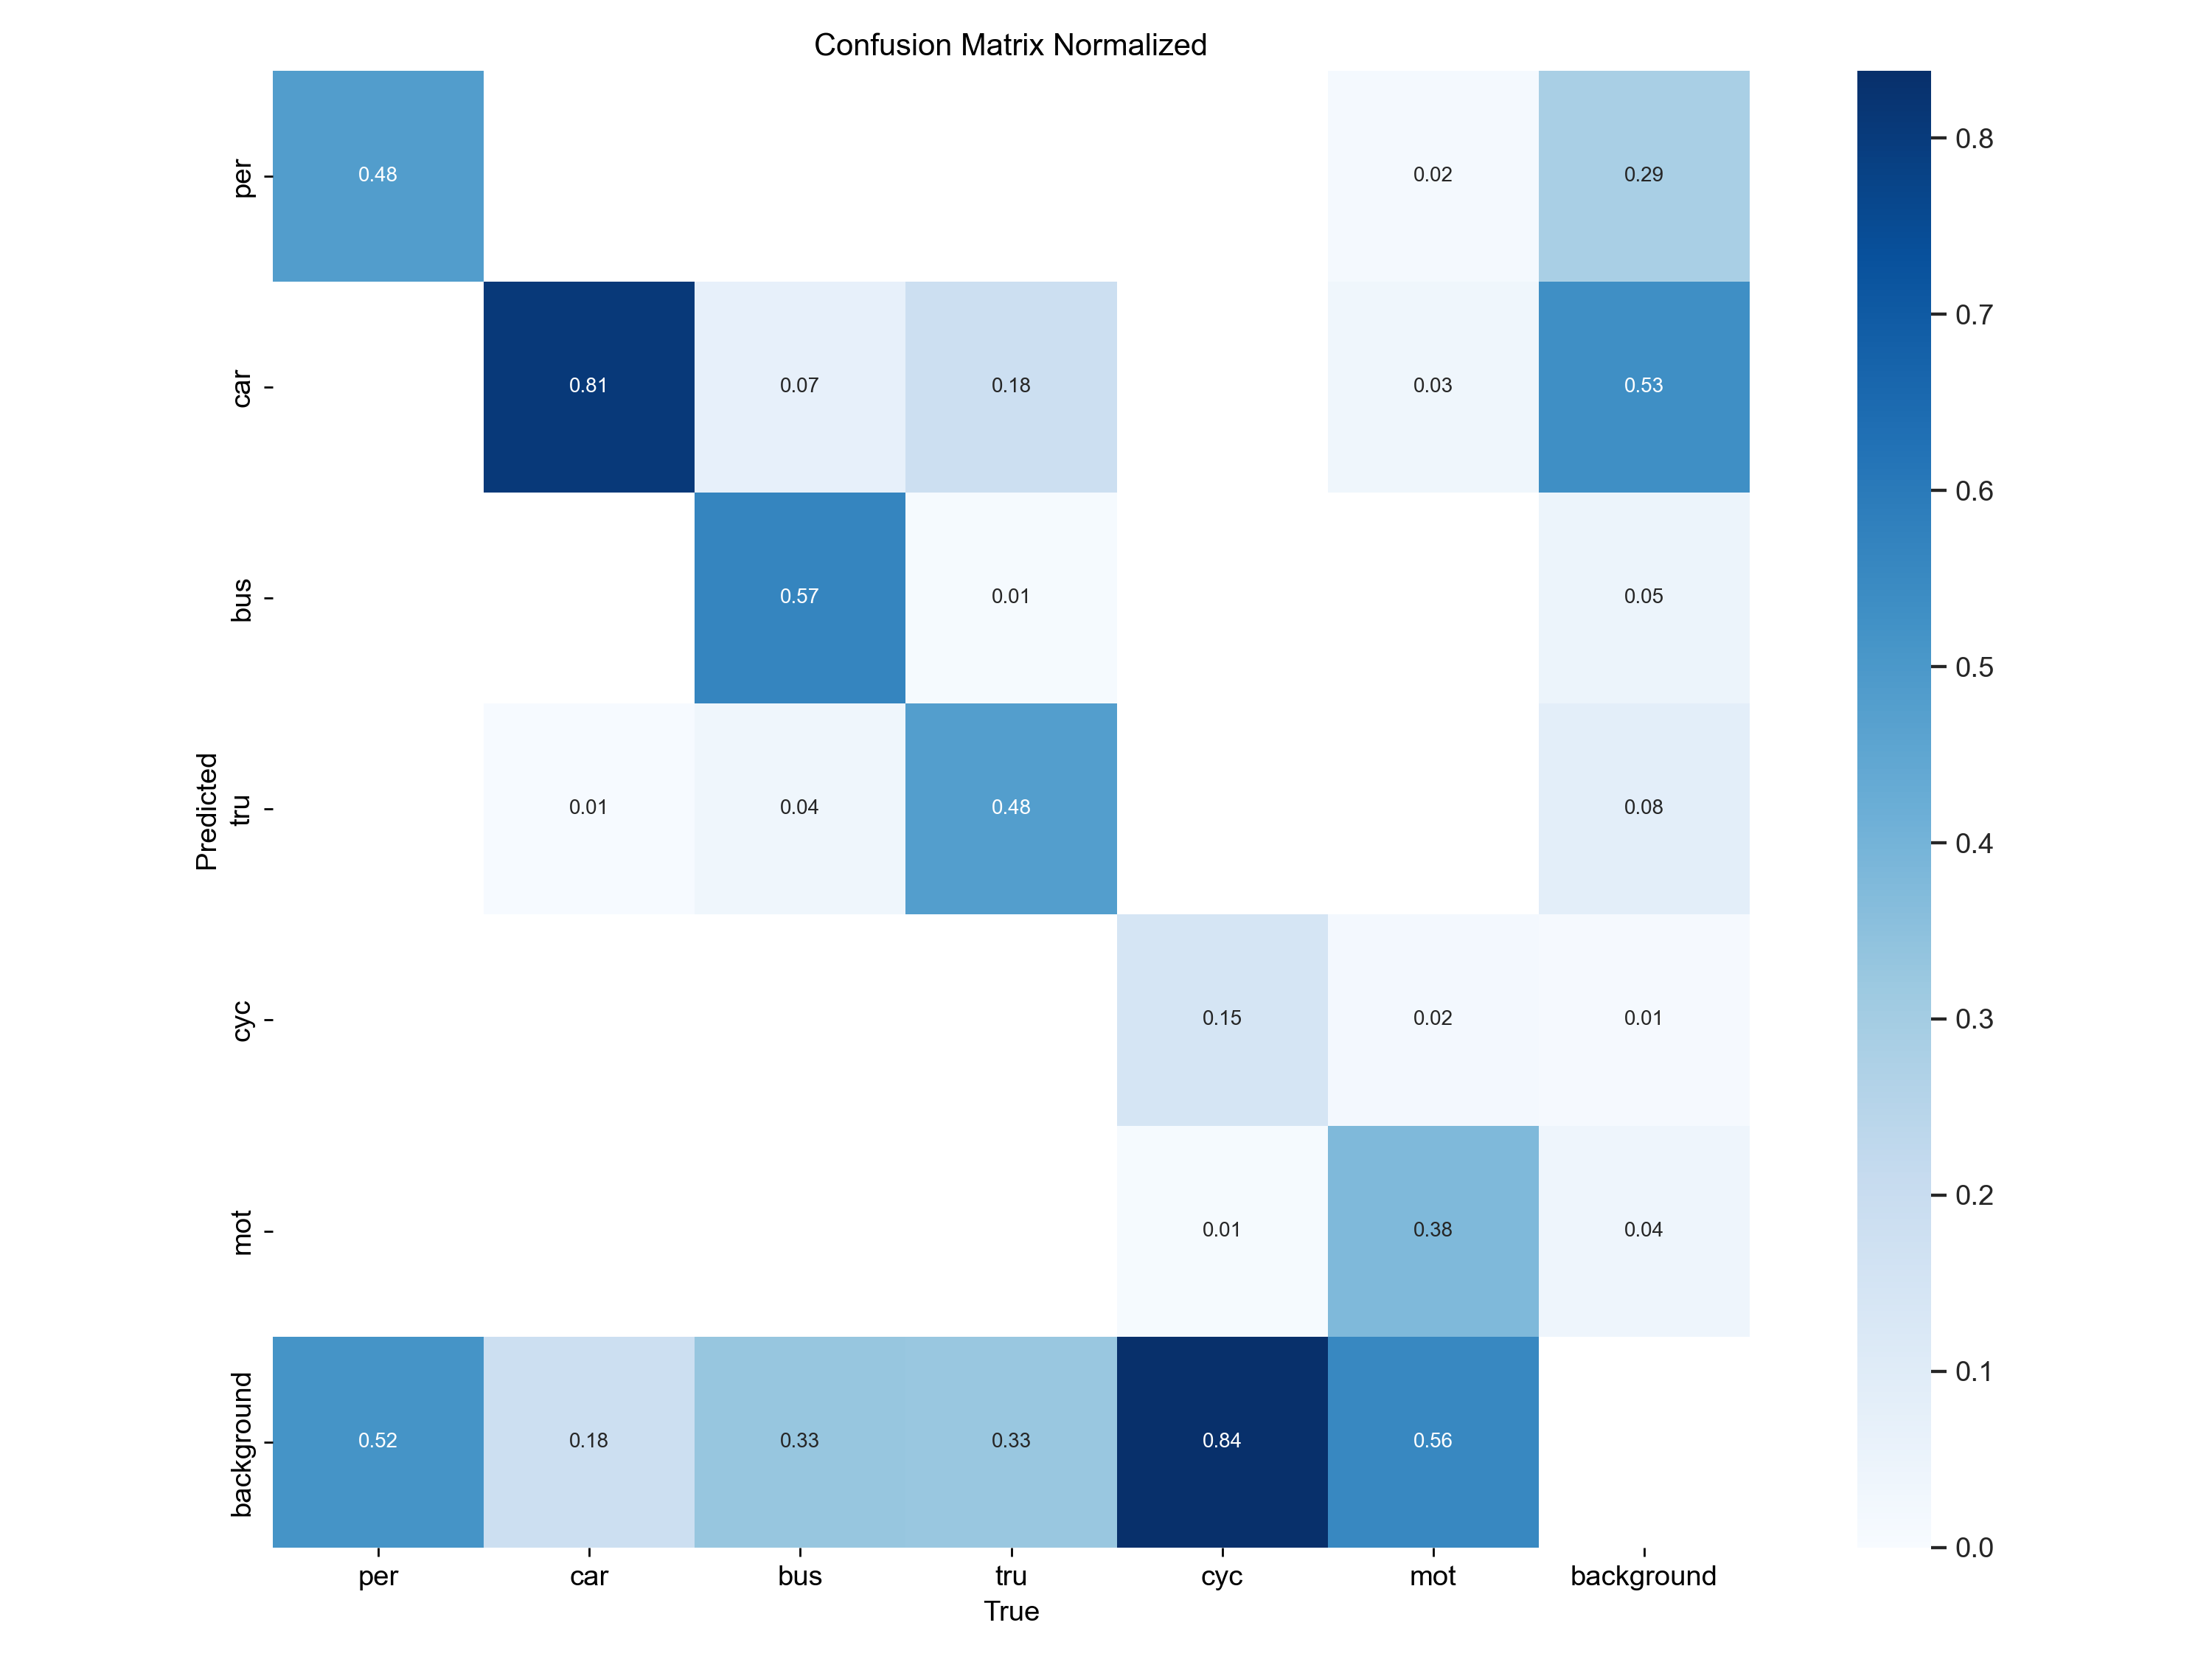 Confusion Matrix Normalized
per 0.48 0.02 0.29
car 0.81 0.07 0.18 0.03 0.53
bus 0.57 0.01 0.05
tru 0.01 0.04 0.48 0.08
cyc 0.15 0.02 0.01
mot 0.01 0.38 0.04
background 0.52 0.18 0.33 0.33 0.84 0.56
Predicted
per car bus tru cyc mot background
True
0.8
0.7
0.6
0.5
0.4
0.3
0.2
0.1
0.0